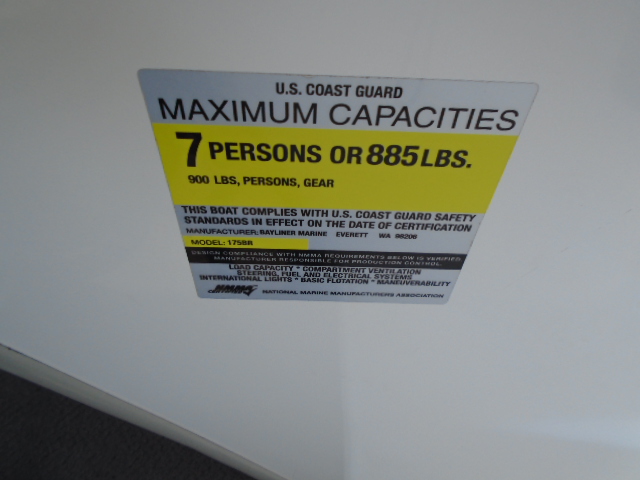 U.S. COAST GUARD
MAXIMUM CAPACITIES
7 PERSONS OR 885 LBS.
900 LBS, PERSONS, GEAR
THIS BOAT COMPLIES WITH U.S. COAST GUARD SAFETY
STANDARDS IN EFFECT ON THE DATE OF CERTIFICATION
MANUFACTURER: BAYLINER MARINE EVERETT WA 98206
MODEL: 175BR
DESIGN COMPLIANCE WITH NMMA REQUIREMENTS BELOW IS VERIFIED.
MANUFACTURER RESPONSIBLE FOR PRODUCTION CONTROL.
LOAD CAPACITY * COMPARTMENT VENTILATION
STEERING, FUEL AND ELECTRICAL SYSTEMS
INTERNATIONAL LIGHTS * BASIC FLOTATION * MANEUVERABILITY
NMMA
CERTIFIED
NATIONAL MARINE MANUFACTURERS ASSOCIATION